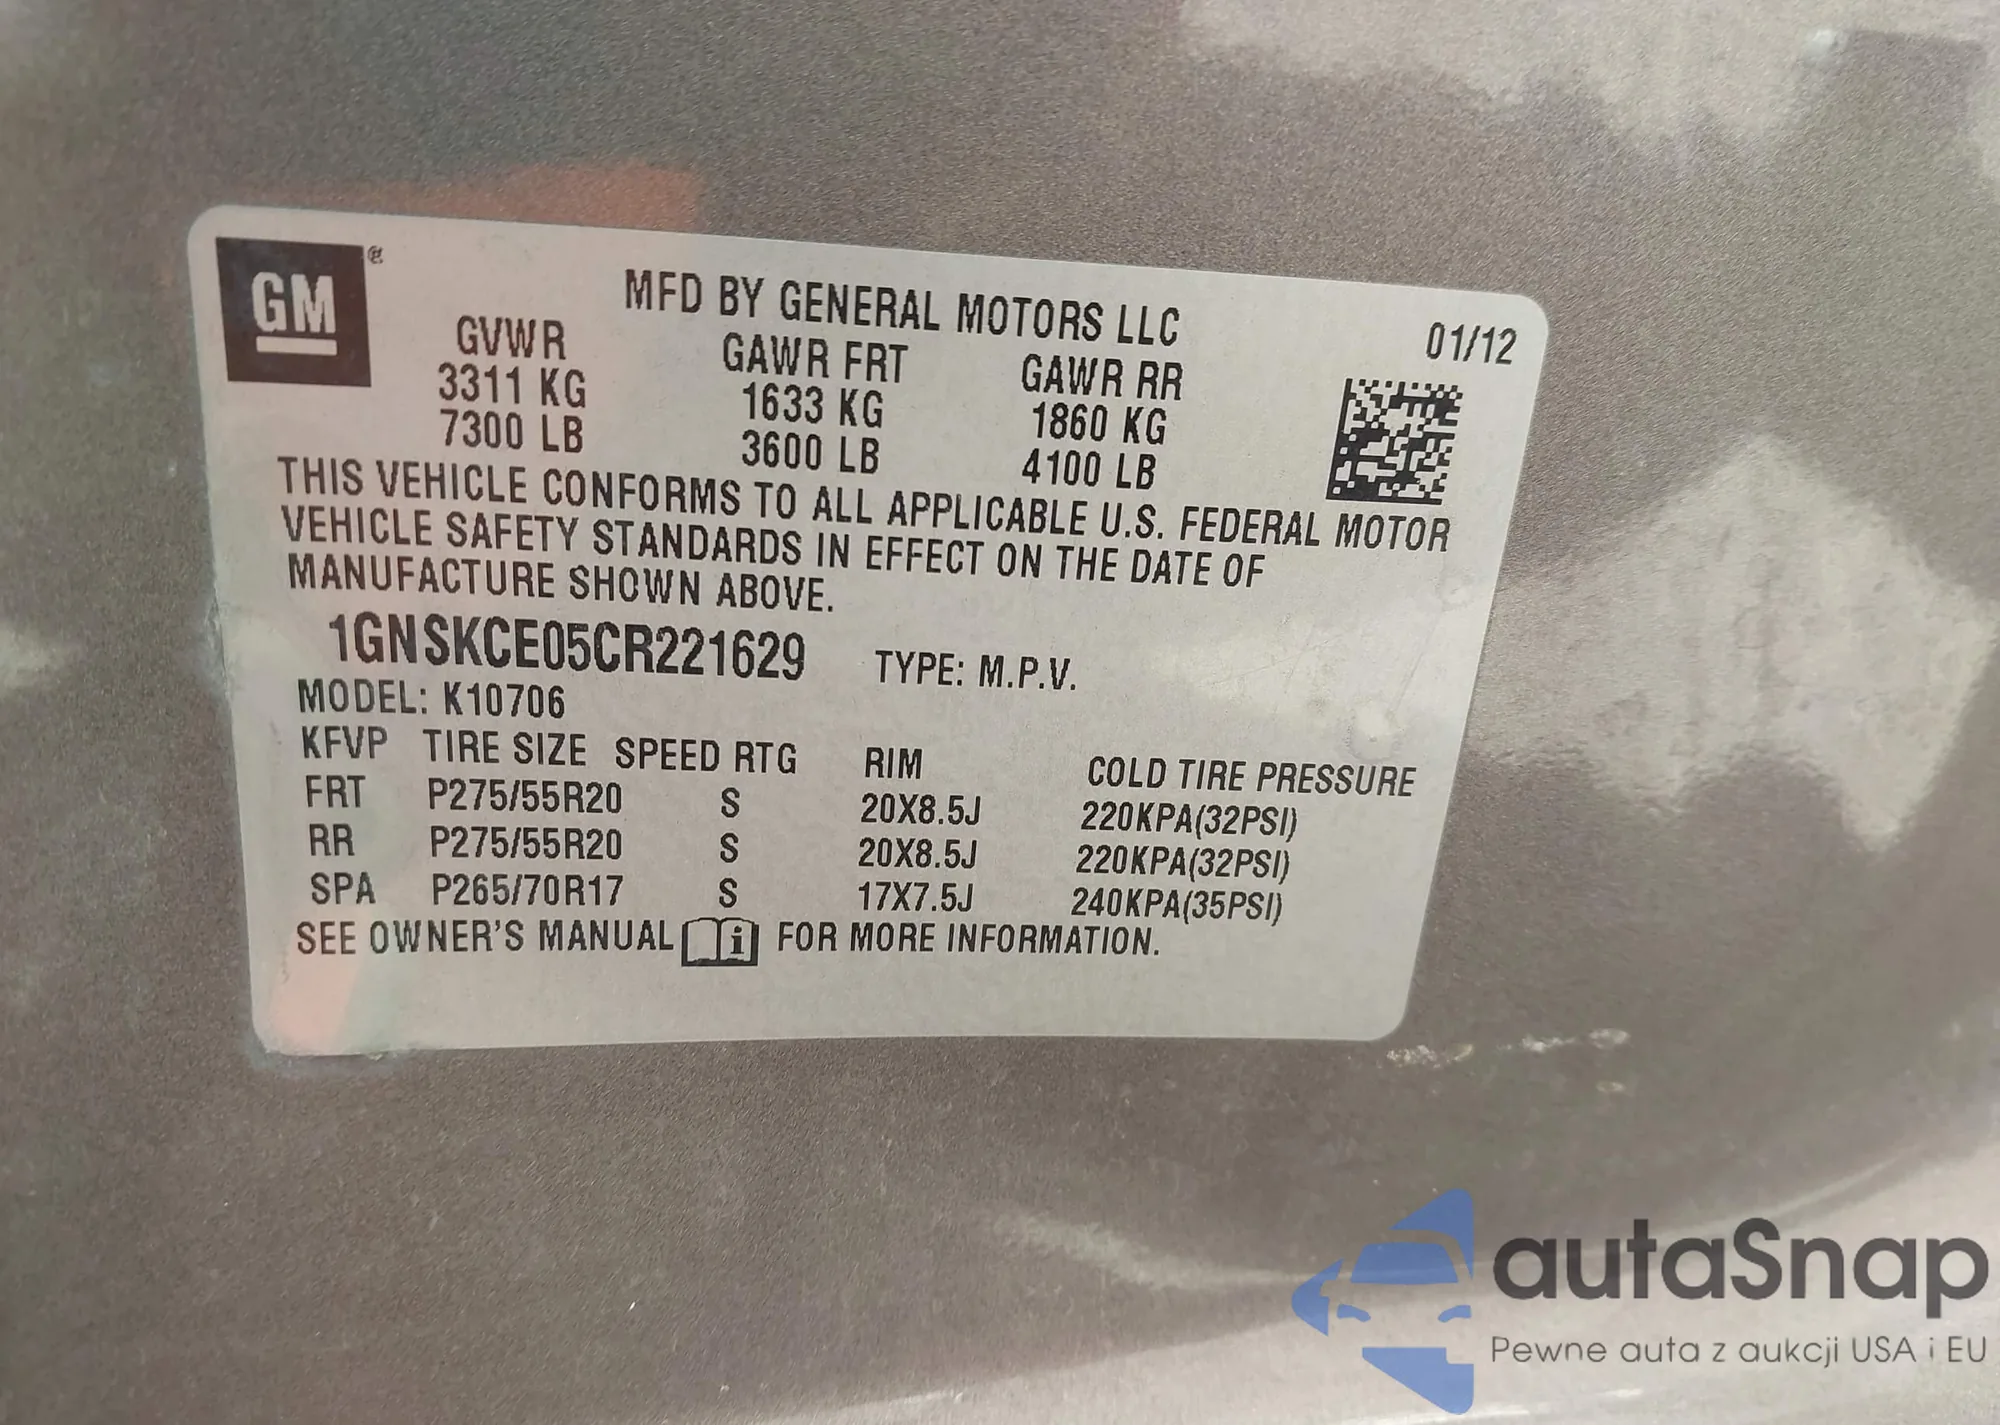 GM®
MFD BY GENERAL MOTORS LLC
01/12
GVWR GAWR FRT GAWR RR
3311 KG 1633 KG 1860 KG
7300 LB 3600 LB 4100 LB
THIS VEHICLE CONFORMS TO ALL APPLICABLE U.S. FEDERAL MOTOR
VEHICLE SAFETY STANDARDS IN EFFECT ON THE DATE OF
MANUFACTURE SHOWN ABOVE.
1GNSKCE05CR221629 TYPE: M.P.V.
MODEL: K10706
KFVP TIRE SIZE SPEED RTG RIM COLD TIRE PRESSURE
FRT P275/55R20 S 20X8.5J 220KPA(32PSI)
RR P275/55R20 S 20X8.5J 220KPA(32PSI)
SPA P265/70R17 S 17X7.5J 240KPA(35PSI)
SEE OWNER'S MANUAL i FOR MORE INFORMATION.
autaSnap
Pewne auta z aukcji USA i EU